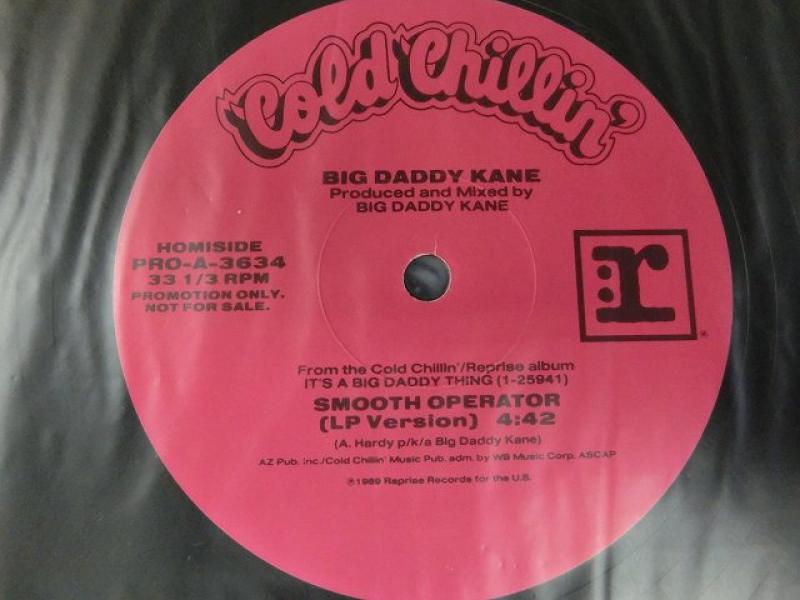 Cold Chillin'
BIG DADDY KANE
Produced and Mixed by
BIG DADDY KANE
HOMISIDE
PRO-A-3634
33 1/3 RPM
PROMOTION ONLY.
NOT FOR SALE.
:r
®
From the Cold Chillin'/Reprise album
IT'S A BIG DADDY THING (1-25941)
SMOOTH OPERATOR
(LP Version) 4:42
(A. Hardy p/k/a Big Daddy Kane)
AZ Pub. Inc./Cold Chillin' Music Pub. adm. by WB Music Corp. ASCAP
℗1989 Reprise Records for the U.S.